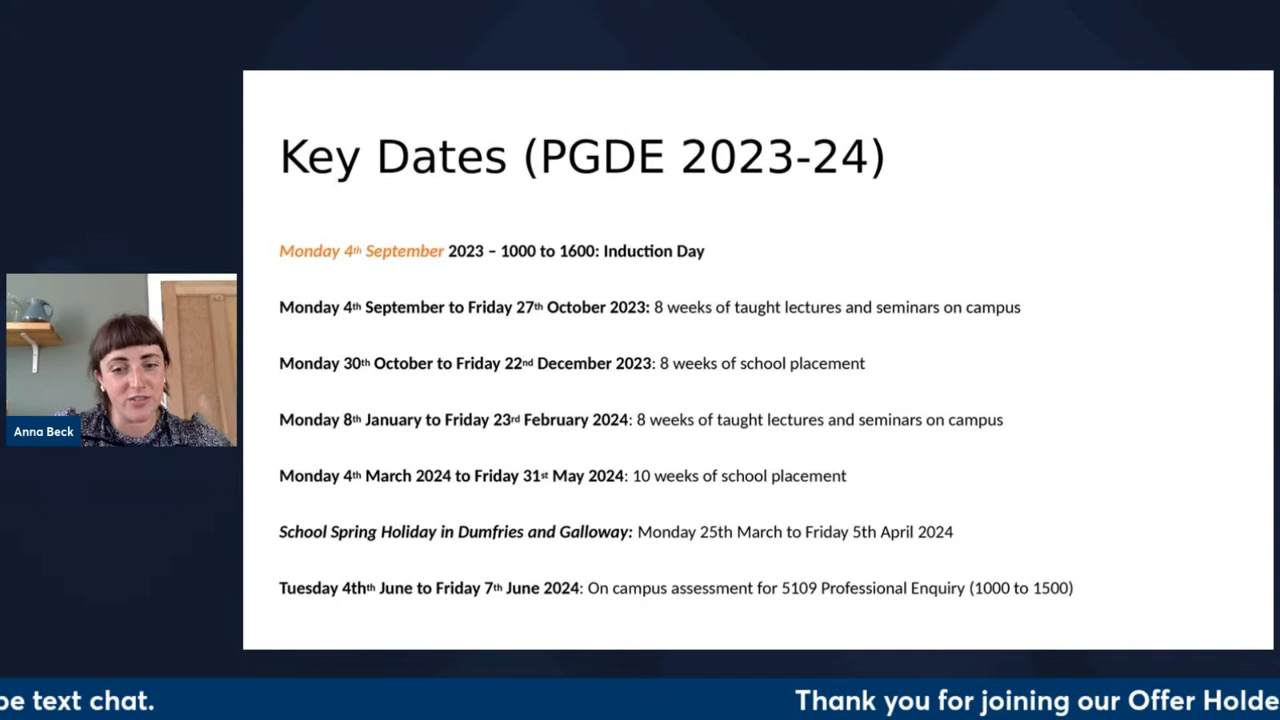 Key Dates (PGDE 2023-24)
Monday 4th September 2023 – 1000 to 1600: Induction Day
Monday 4th September to Friday 27th October 2023: 8 weeks of taught lectures and seminars on campus
Monday 30th October to Friday 22nd December 2023: 8 weeks of school placement
Monday 8th January to Friday 23rd February 2024: 8 weeks of taught lectures and seminars on campus
Monday 4th March 2024 to Friday 31st May 2024: 10 weeks of school placement
School Spring Holiday in Dumfries and Galloway: Monday 25th March to Friday 5th April 2024
Tuesday 4thth June to Friday 7th June 2024: On campus assessment for 5109 Professional Enquiry (1000 to 1500)
Anna Beck
be text chat. Thank you for joining our Offer Holde